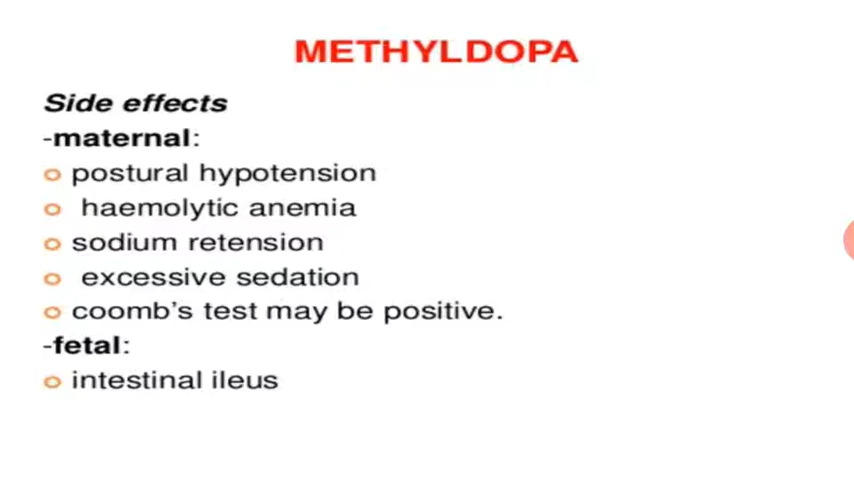 METHYLDOPA
Side effects
-maternal:
o postural hypotension
o haemolytic anemia
o sodium retension
o excessive sedation
o coomb's test may be positive.
-fetal:
o intestinal ileus